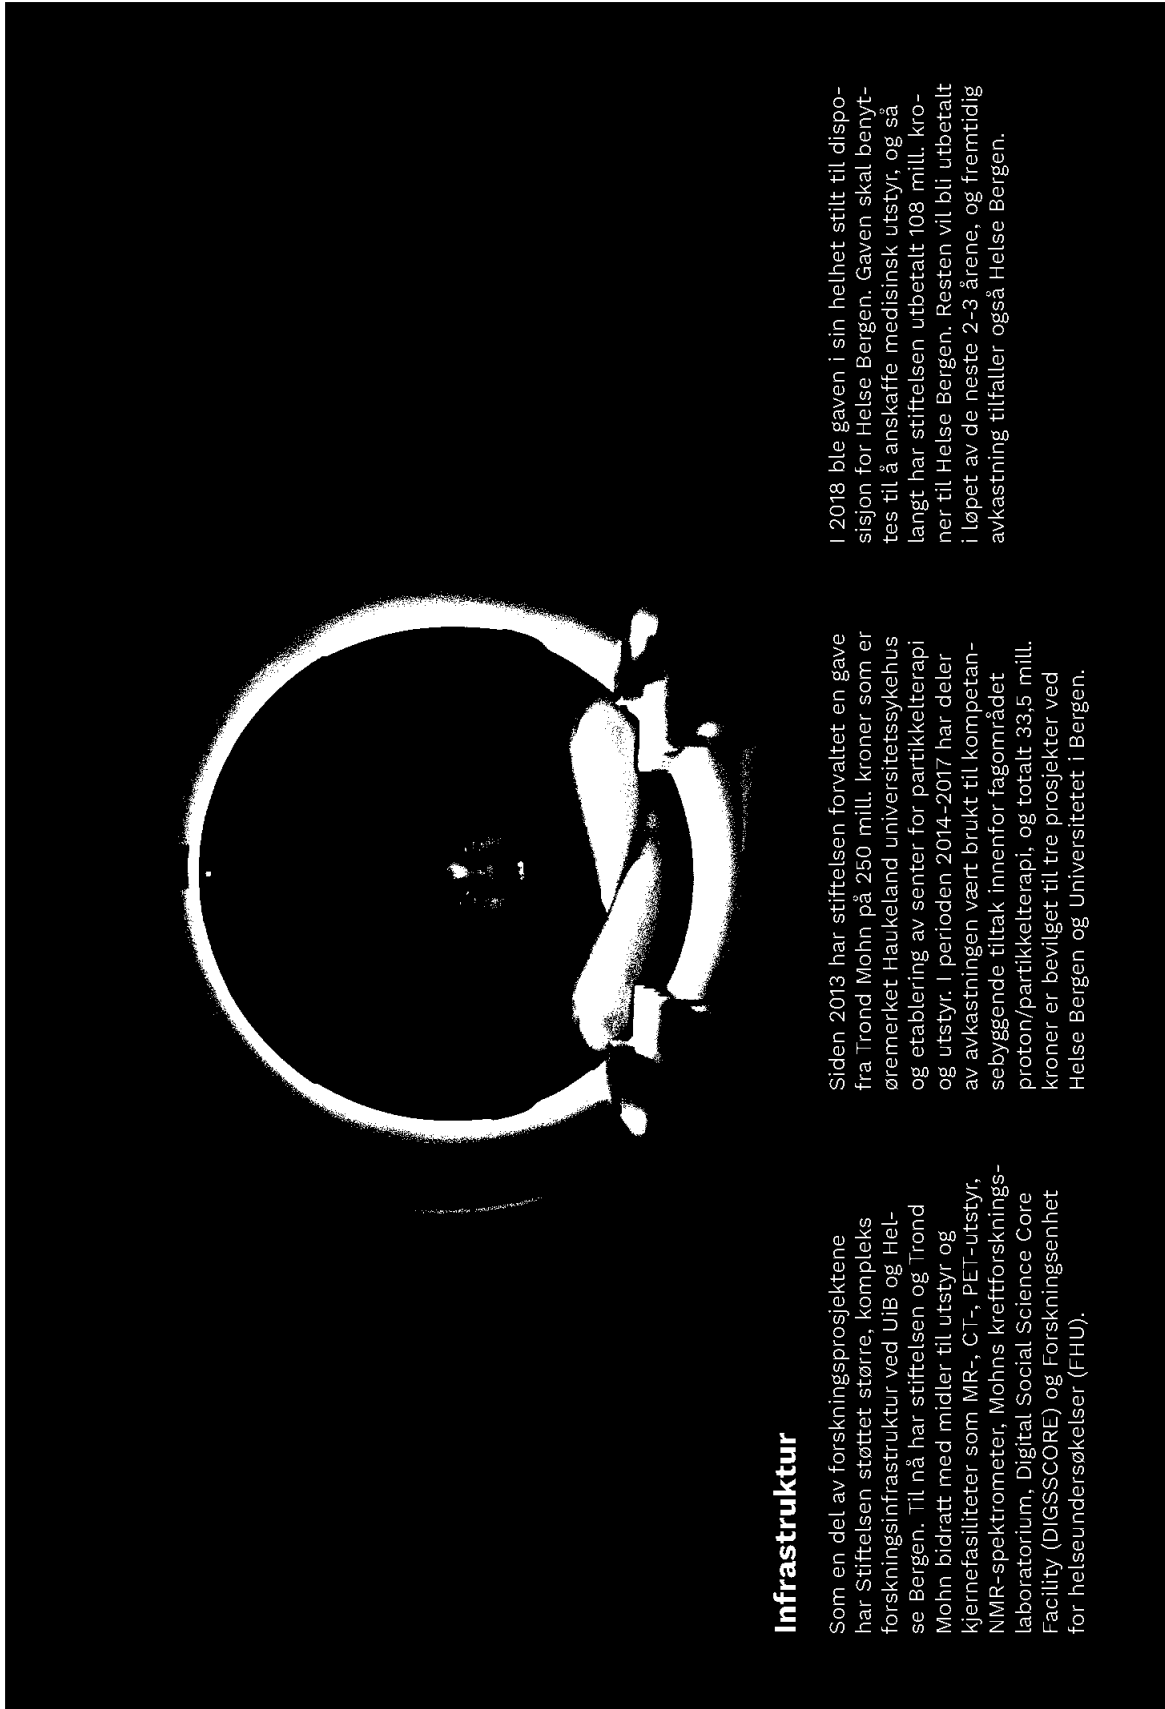 Infrastruktur
Som en del av forskningsprosjektene
har Stiftelsen støttet større, kompleks
forskningsinfrastruktur ved UiB og Hel-
se Bergen. Til nå har stiftelsen og Trond
Mohn bidratt med midler til utstyr og
kjernefasiliteter som MR-, CT-, PET-utstyr,
NMR-spektrometer, Mohns kreftforsknings-
laboratorium, Digital Social Science Core
Facility (DIGSSCORE) og Forskningsenhet
for helseundersøkelser (FHU).
Siden 2013 har stiftelsen forvaltet en gave
fra Trond Mohn på 250 mill. kroner som er
øremerket Haukeland universitetssykehus
og etablering av senter for partikkelterapi
og utstyr. I perioden 2014-2017 har deler
av avkastningen vært brukt til kompetan-
sebyggende tiltak innenfor fagområdet
proton/partikkelterapi, og totalt 33,5 mill.
kroner er bevilget til tre prosjekter ved
Helse Bergen og Universitetet i Bergen.
I 2018 ble gaven i sin helhet stilt til dispo-
sisjon for Helse Bergen. Gaven skal benyt-
tes til å anskaffe medisinsk utstyr, og så
langt har stiftelsen utbetalt 108 mill. kro-
ner til Helse Bergen. Resten vil bli utbetalt
i løpet av de neste 2-3 årene, og fremtidig
avkastning tilfaller også Helse Bergen.